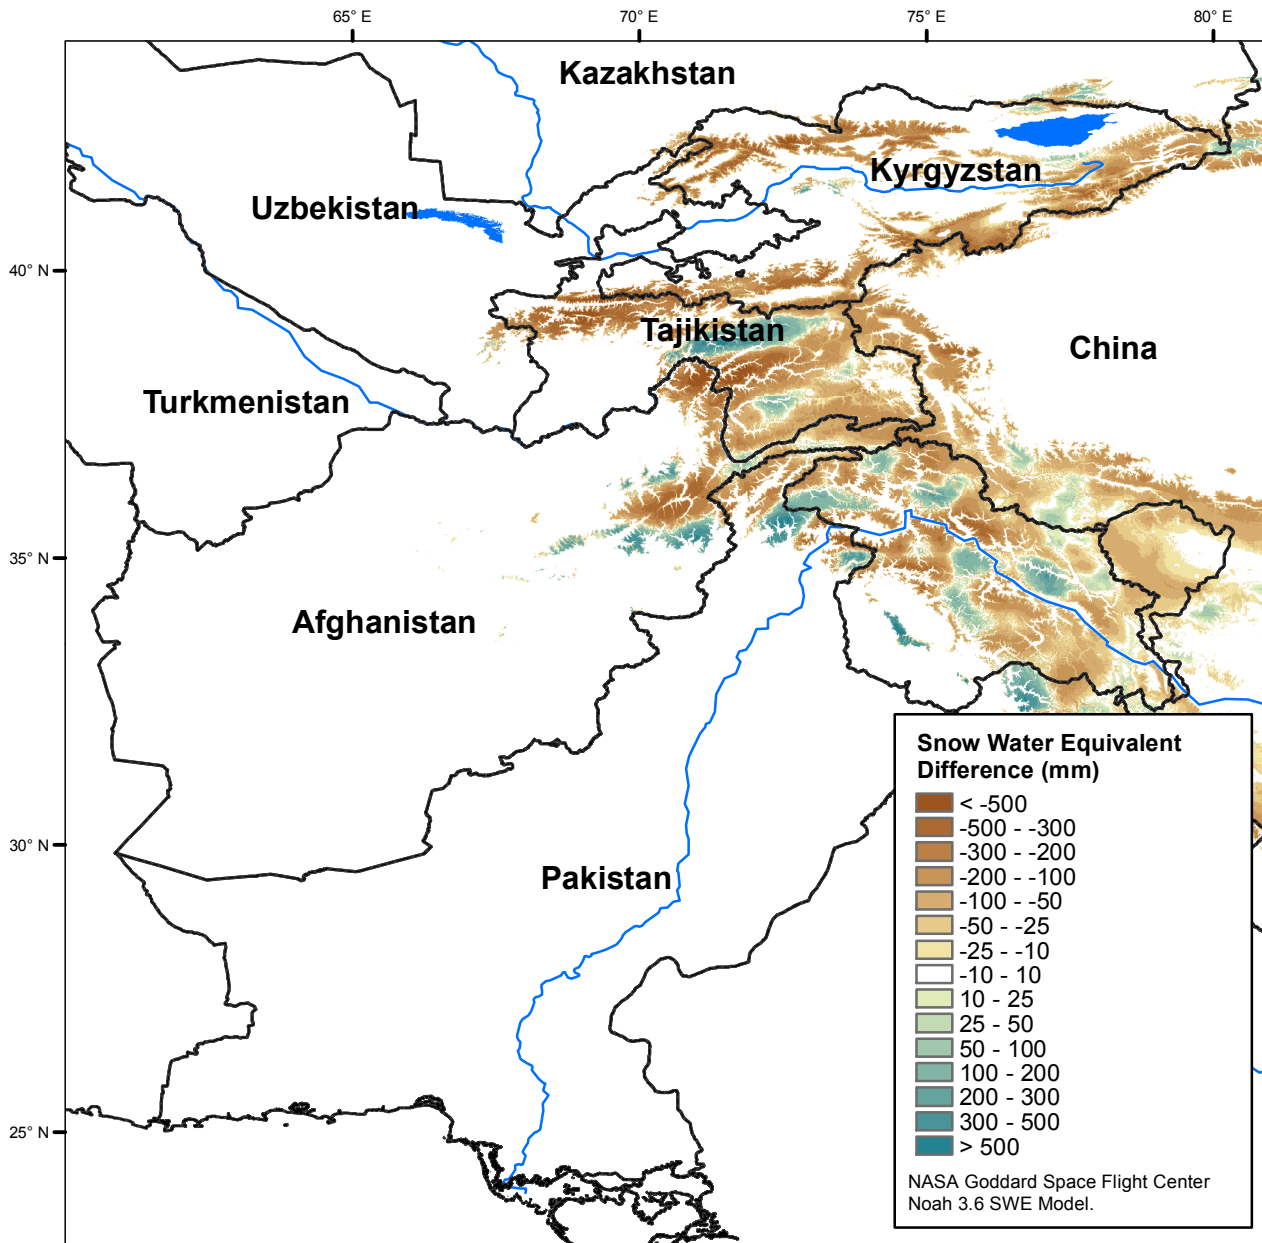 65° E
70° E
75° E
80° E
Kazakhstan
Kyrgyzstan
Uzbekistan
40° N
Tajikistan
China
Turkmenistan
35° N
Afghanistan
30° N
Pakistan
25° N
Snow Water Equivalent
Difference (mm)
< -500
-500 - -300
-300 - -200
-200 - -100
-100 - -50
-50 - -25
-25 - -10
-10 - 10
10 - 25
25 - 50
50 - 100
100 - 200
200 - 300
300 - 500
> 500
NASA Goddard Space Flight Center
Noah 3.6 SWE Model.